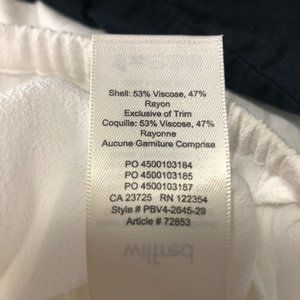 Shell: 53% Viscose, 47%
Rayon
Exclusive of Trim
Coquille: 53% Viscose, 47%
Rayonne
Aucune Garniture Comprise
PO 4500103184
PO 4500103185
PO 4500103187
CA 23725 RN 122354
Style # PBV4-2645-29
Article # 72853
wilfred